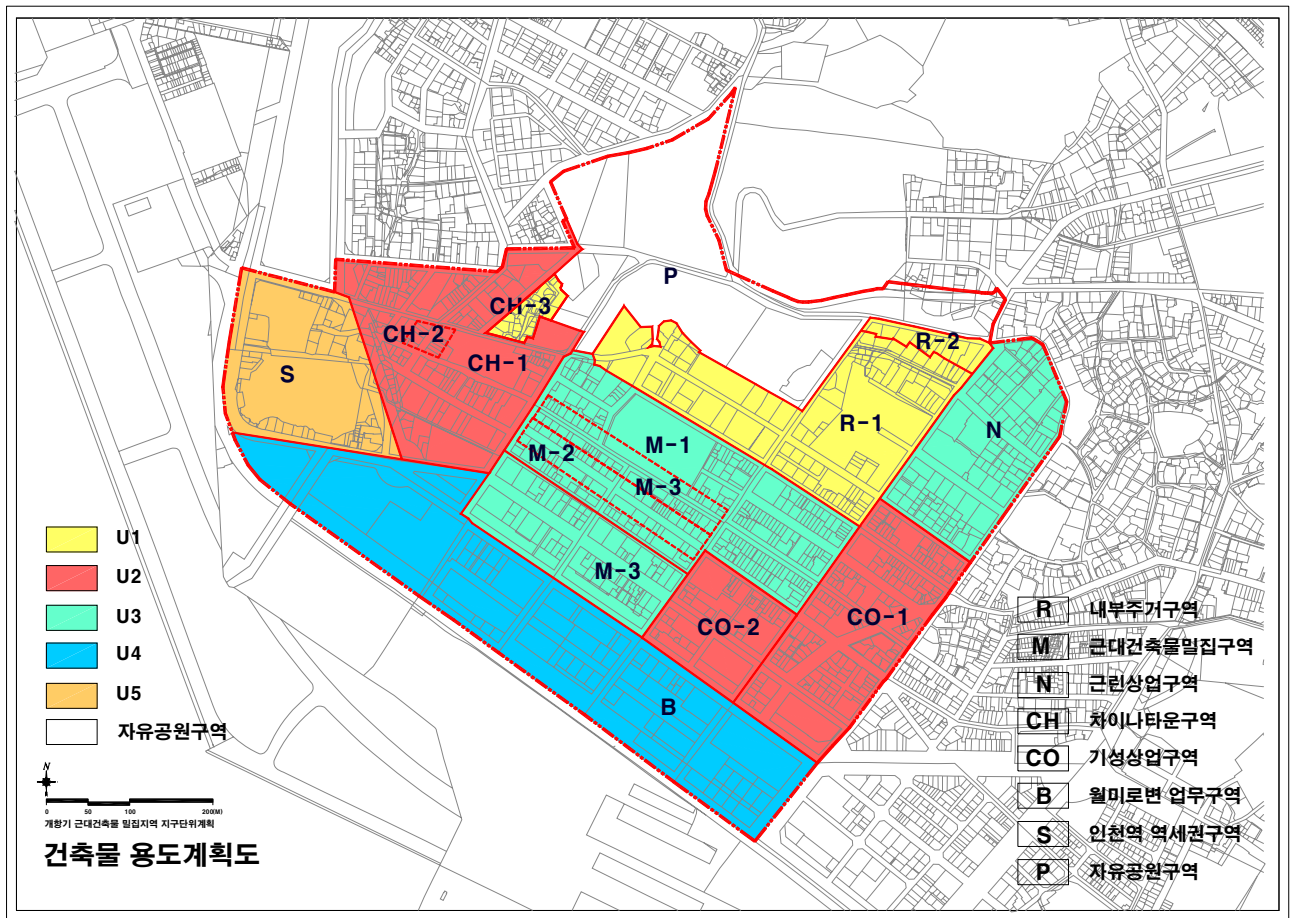 P
CH-3
CH-2
R-2
CH-1
S
R-1
N
M-1
M-2
M-3
M-3
CO-1
CO-2
B
U1
U2
U3
U4
U5
자유공원구역
R 내부주거구역
M 근대건축물밀집구역
N 근린상업구역
CH 차이나타운구역
CO 기성상업구역
B 월미로변 업무구역
S 인천역 역세권구역
P 자유공원구역
N
0 50 100 200(M)
개항기 근대건축물 밀집지역 지구단위계획
건축물 용도계획도